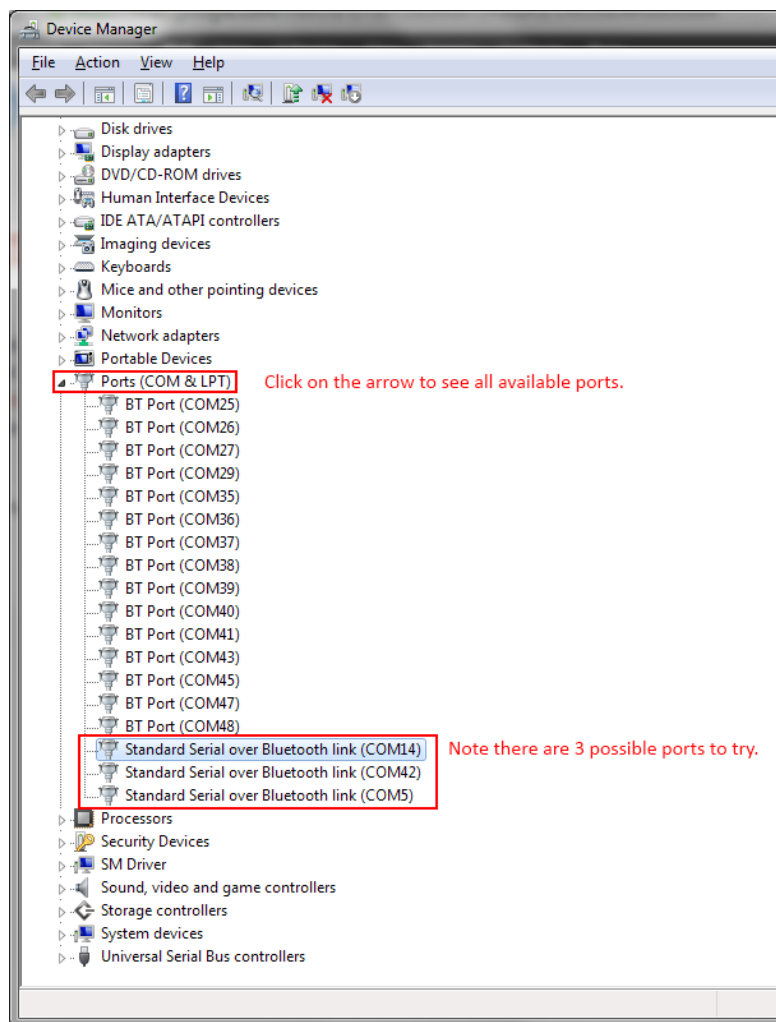 Device Manager
File Action View Help
Disk drives
Display adapters
DVD/CD-ROM drives
Human Interface Devices
IDE ATA/ATAPI controllers
Imaging devices
Keyboards
Mice and other pointing devices
Monitors
Network adapters
Portable Devices
Ports (COM & LPT) Click on the arrow to see all available ports.
BT Port (COM25)
BT Port (COM26)
BT Port (COM27)
BT Port (COM29)
BT Port (COM35)
BT Port (COM36)
BT Port (COM37)
BT Port (COM38)
BT Port (COM39)
BT Port (COM40)
BT Port (COM41)
BT Port (COM43)
BT Port (COM45)
BT Port (COM47)
BT Port (COM48)
Standard Serial over Bluetooth link (COM14) Note there are 3 possible ports to try.
Standard Serial over Bluetooth link (COM42)
Standard Serial over Bluetooth link (COM5)
Processors
Security Devices
SM Driver
Sound, video and game controllers
Storage controllers
System devices
Universal Serial Bus controllers